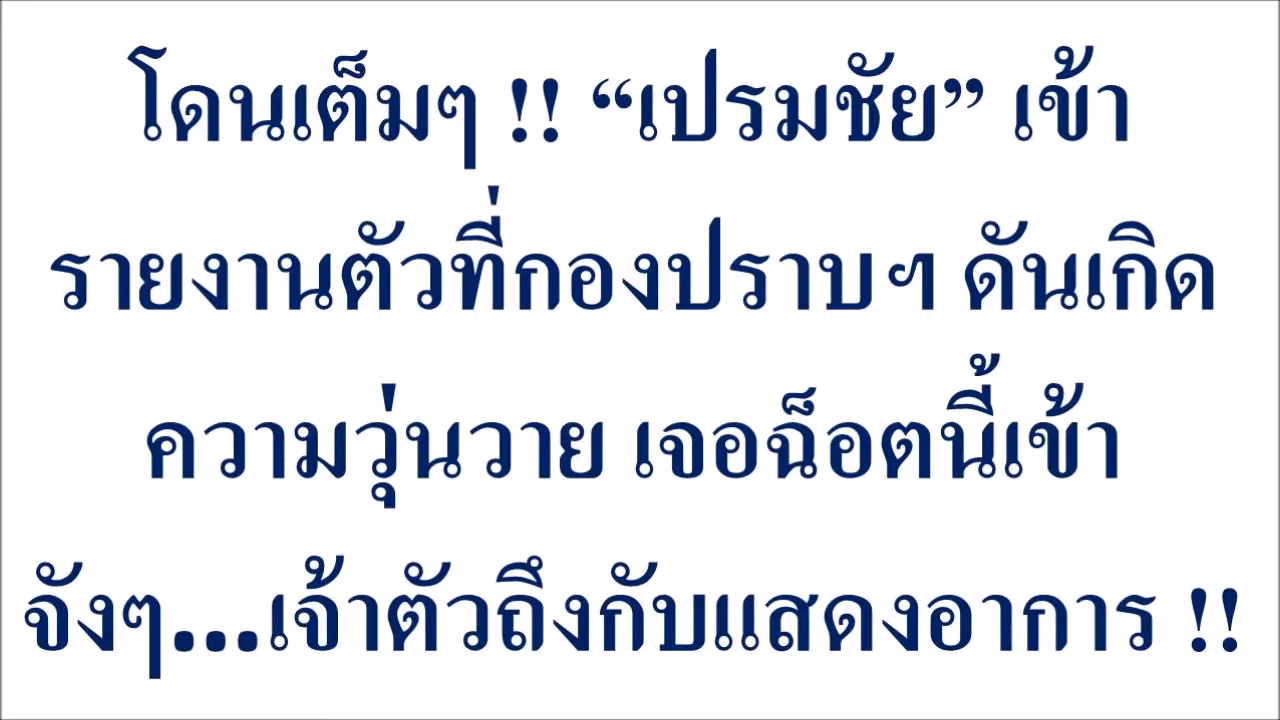 โดนเต็มๆ !! “เปรมชัย” เข้า
รายงานตัวที่กองปราบฯ ดันเกิด
ความวุ่นวาย เจอฉ็อตนี้เข้า
จังๆ...เจ้าตัวถึงกับแสดงอาการ !!